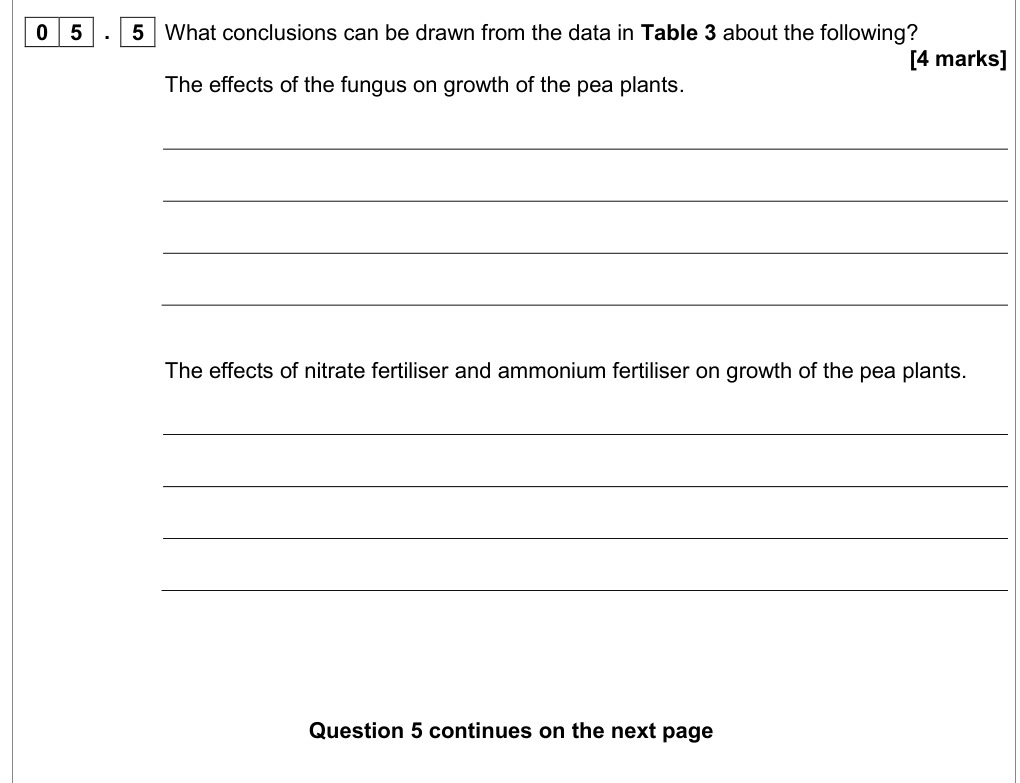 0 5 . 5 What conclusions can be drawn from the data in Table 3 about the following?
[4 marks]
The effects of the fungus on growth of the pea plants.
The effects of nitrate fertiliser and ammonium fertiliser on growth of the pea plants.
Question 5 continues on the next page